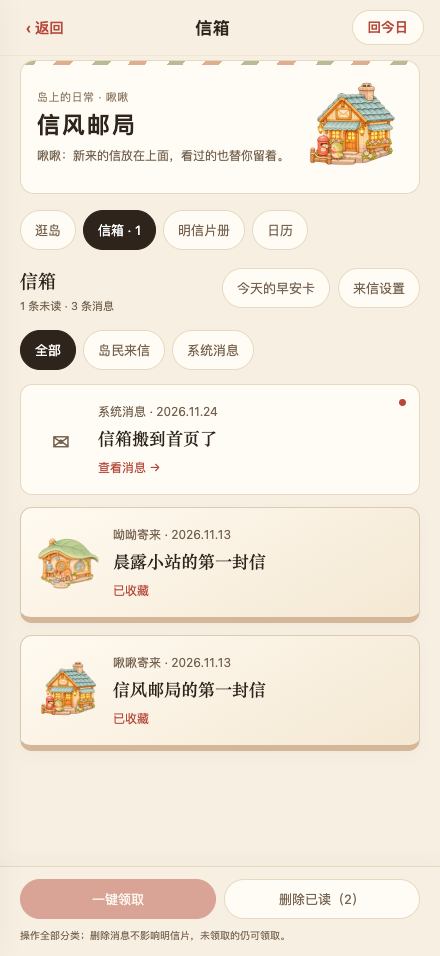 ‹ 返回
信箱
回今日
岛上的日常 · 啾啾
信风邮局
啾啾：新来的信放在上面，看过的也替你留着。
逛岛
信箱 · 1
明信片册
日历
信箱
1 条未读 · 3 条消息
今天的早安卡
来信设置
全部
岛民来信
系统消息
系统消息 · 2026.11.24
信箱搬到首页了
查看消息 →
呦呦寄来 · 2026.11.13
晨露小站的第一封信
已收藏
啾啾寄来 · 2026.11.13
信风邮局的第一封信
已收藏
一键领取
删除已读（2）
操作全部分类；删除消息不影响明信片，未领取的仍可领取。